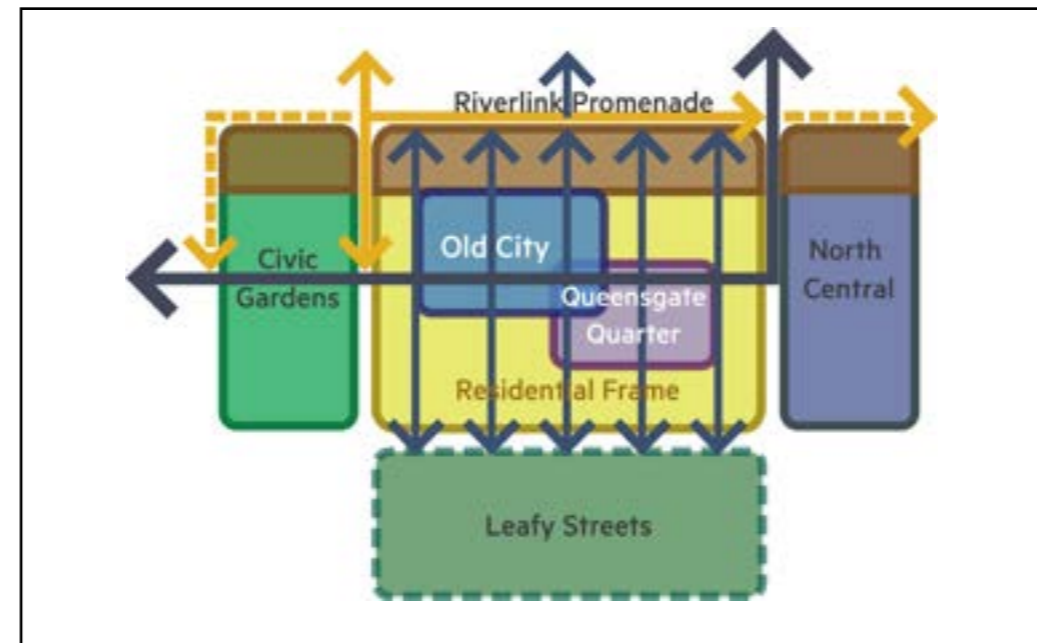 Riverlink Promenade
Old City
Civic
Gardens
North
Central
Queensgate
Quarter
Residential Frame
Leafy Streets